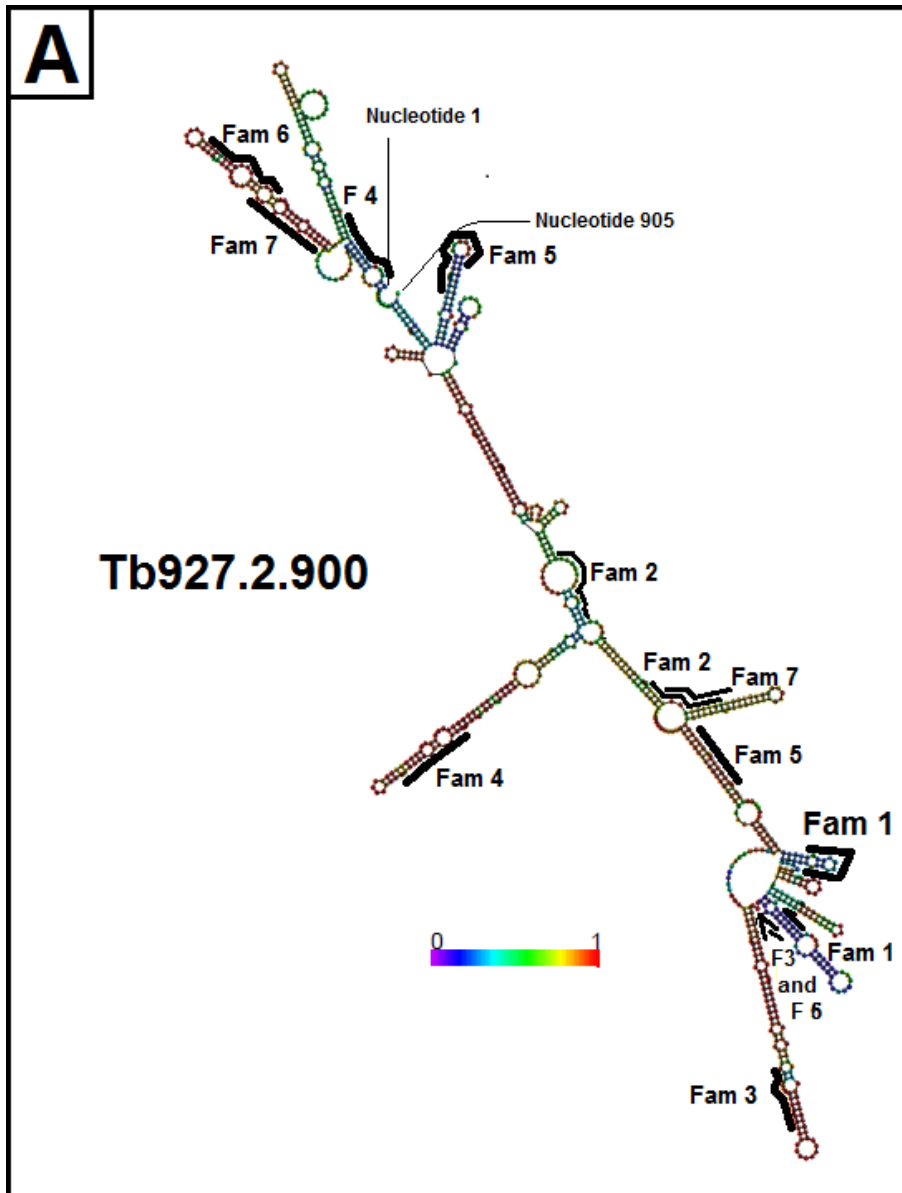 A
Nucleotide 1
Fam 6
F 4
Nucleotide 905
Fam 7
Fam 5
Tb927.2.900
Fam 2
Fam 2
Fam 7
Fam 4
Fam 5
Fam 1
0 1
F3
and
F 6
Fam 1
Fam 3